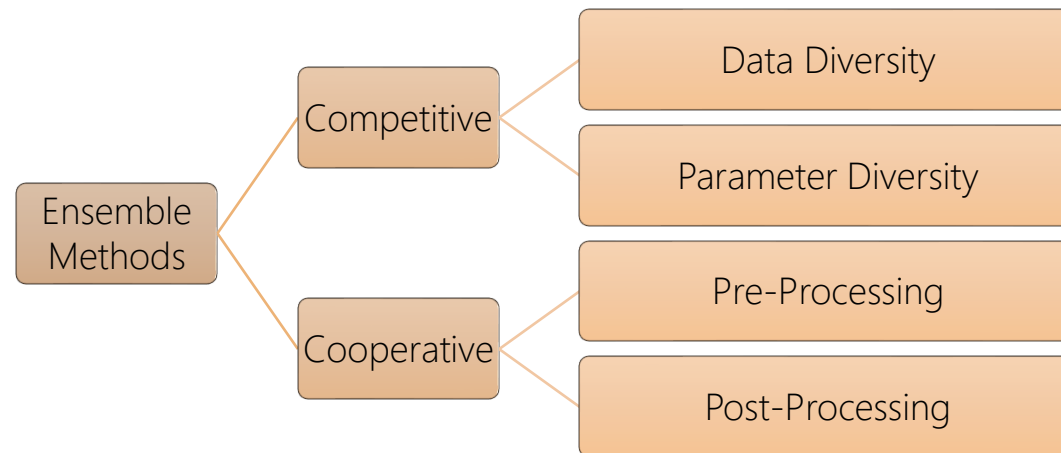 Ensemble
Methods
Competitive
Data Diversity
Parameter Diversity
Cooperative
Pre-Processing
Post-Processing